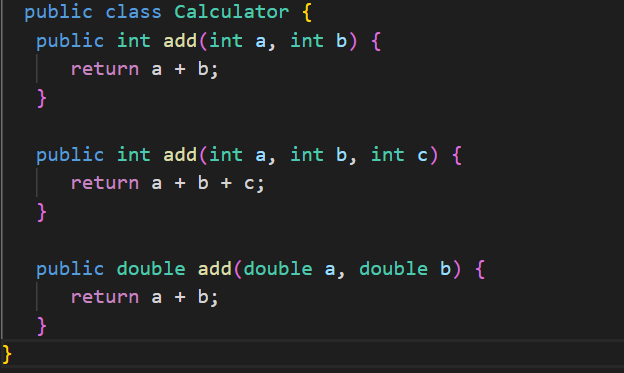 public class Calculator {
public int add(int a, int b) {
return a + b;
}
public int add(int a, int b, int c) {
return a + b + c;
}
public double add(double a, double b) {
return a + b;
}
}